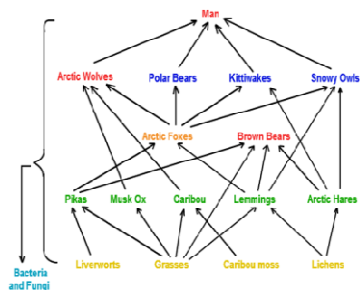 Man
Arctic Wolves
Polar Bears
Kittiwakes
Snowy Owls
Arctic Foxes
Brown Bears
Pikas
Musk Ox
Caribou
Lemmings
Arctic Hares
Liverworts
Grasses
Caribou moss
Lichens
Bacteria
and Fungi